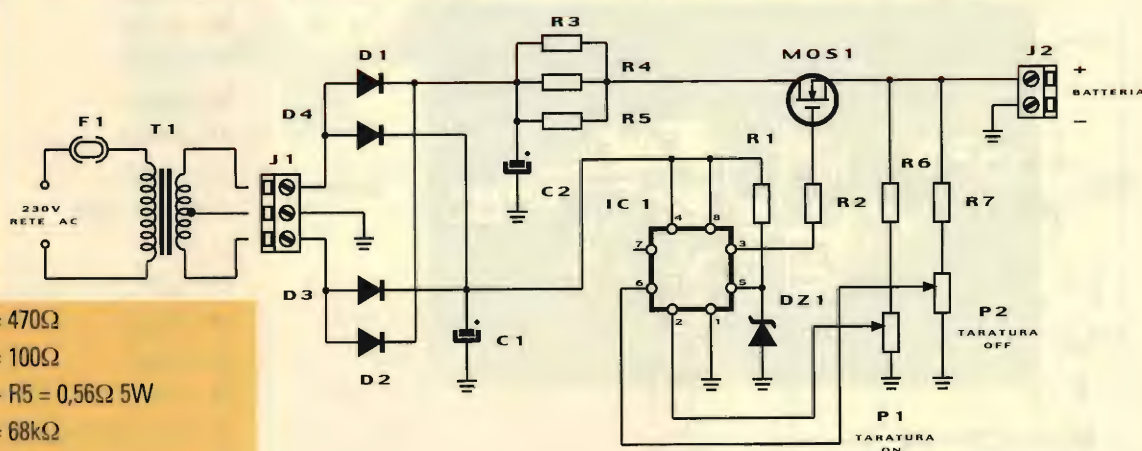 F1
T1
230V
RETE AC
J1
D1
D4
D3
D2
C1
C2
R3
R4
R5
MOS1
R1
R2
IC1
4
8
7
3
6
5
2
1
DZ1
R6
R7
P1
TARATURA
ON
P2
TARATURA
OFF
J2
+
BATTERIA
–
= 470Ω
= 100Ω
R5 = 0,56Ω 5W
= 68kΩ